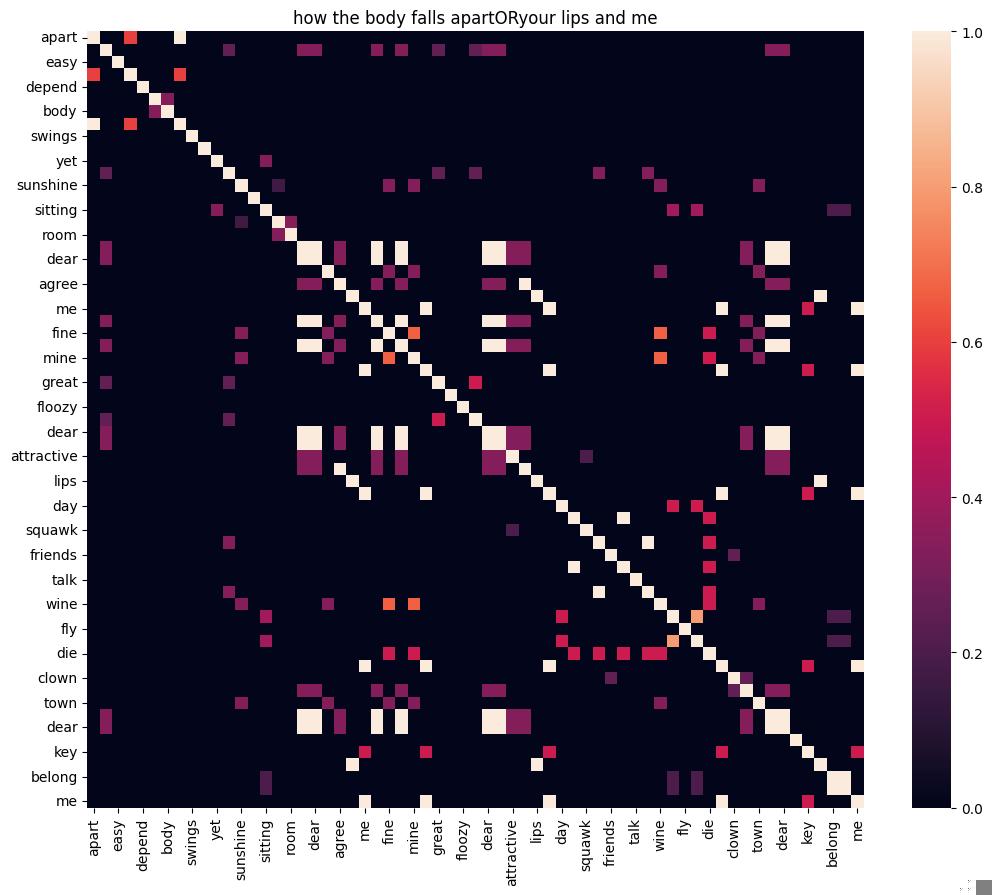 how the body falls apartORyour lips and me
apart
easy
depend
body
swings
yet
sunshine
sitting
room
dear
agree
me
fine
mine
great
floozy
dear
attractive
lips
day
squawk
friends
talk
wine
fly
die
clown
town
dear
key
belong
me
1.0
0.8
0.6
0.4
0.2
0.0
apart
easy
depend
body
swings
yet
sunshine
sitting
room
dear
agree
me
fine
mine
great
floozy
dear
attractive
lips
day
squawk
friends
talk
wine
fly
die
clown
town
dear
key
belong
me